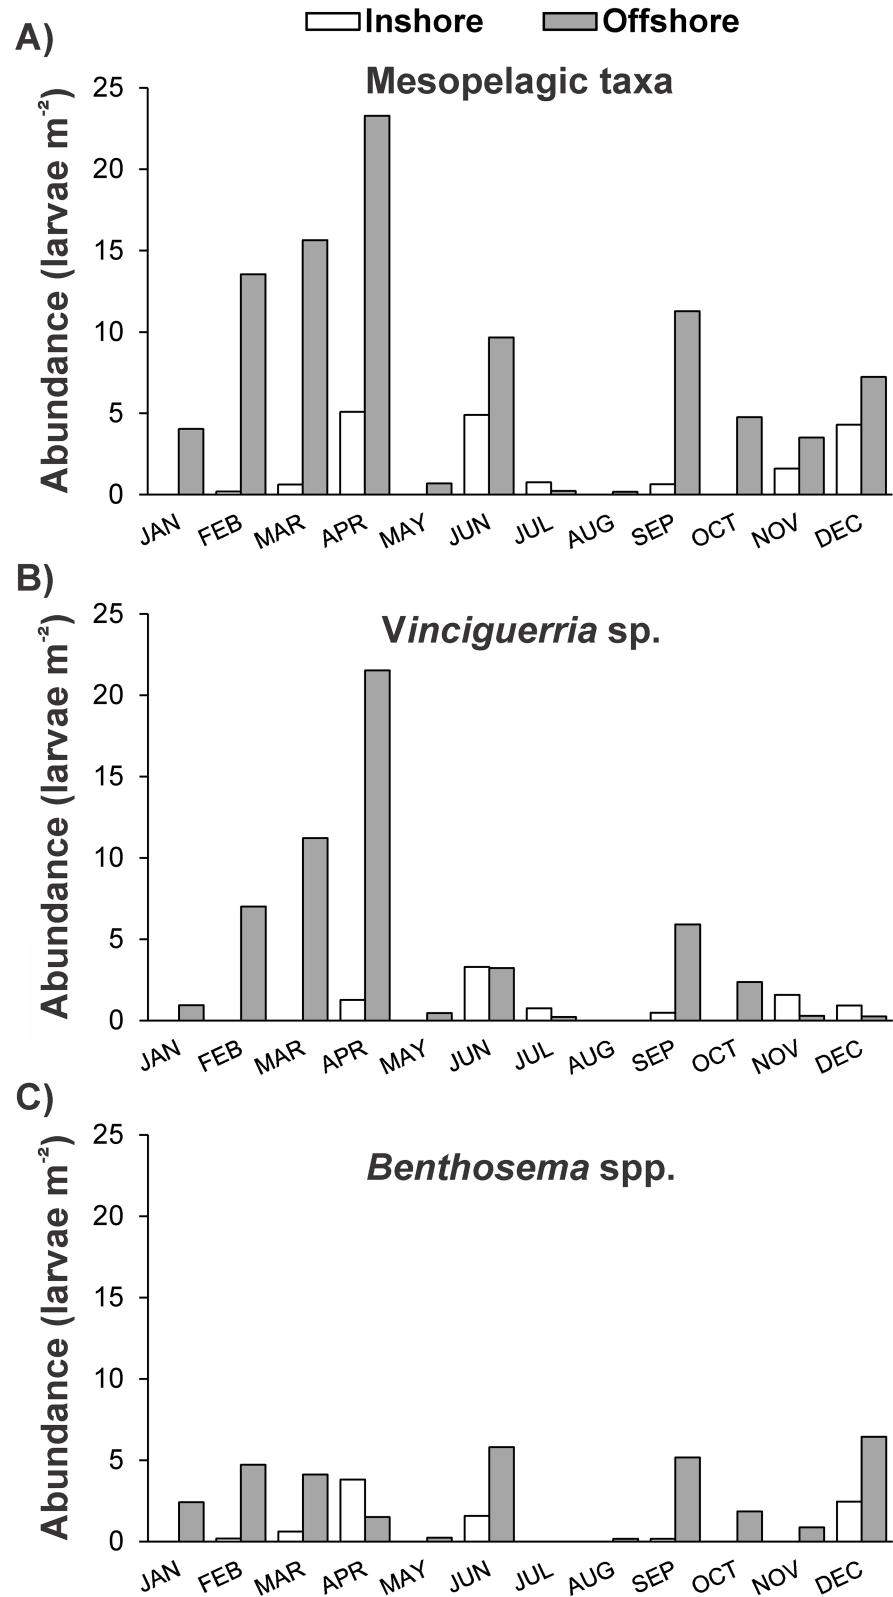 Inshore Offshore
A)
Mesopelagic taxa
Abundance (larvae m⁻²)
25
20
15
10
5
0
JAN FEB MAR APR MAY JUN JUL AUG SEP OCT NOV DEC
B)
Vinciguerria sp.
Abundance (larvae m⁻²)
25
20
15
10
5
0
JAN FEB MAR APR MAY JUN JUL AUG SEP OCT NOV DEC
C)
Benthosema spp.
Abundance (larvae m⁻²)
25
20
15
10
5
0
JAN FEB MAR APR MAY JUN JUL AUG SEP OCT NOV DEC